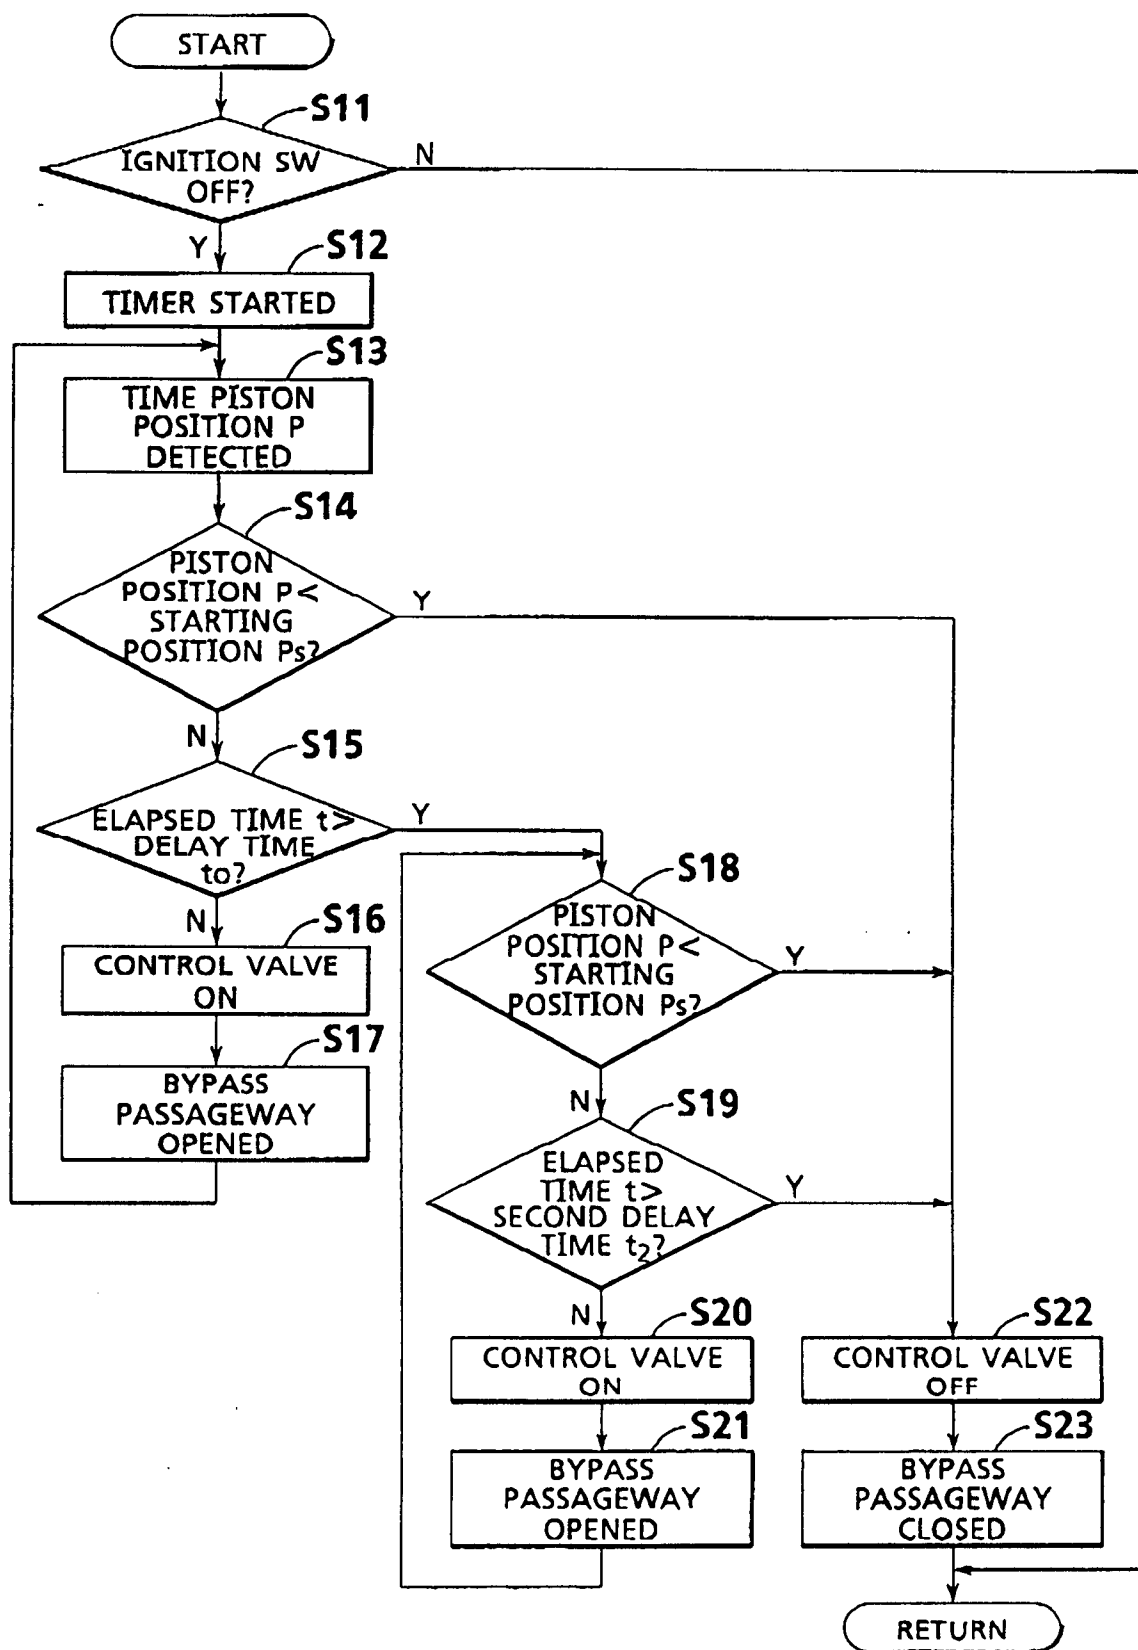 START
S11
IGNITION SW
OFF?
N
Y
S12
TIMER STARTED
S13
TIME PISTON
POSITION P
DETECTED
S14
PISTON
POSITION P<
STARTING
POSITION Ps?
Y
N
S15
ELAPSED TIME t>
DELAY TIME
to?
Y
N
S16
CONTROL VALVE
ON
S17
BYPASS
PASSAGEWAY
OPENED
S18
PISTON
POSITION P<
STARTING
POSITION Ps?
Y
N
S19
ELAPSED
TIME t>
SECOND DELAY
TIME t2?
Y
N
S20
CONTROL VALVE
ON
S21
BYPASS
PASSAGEWAY
OPENED
S22
CONTROL VALVE
OFF
S23
BYPASS
PASSAGEWAY
CLOSED
RETURN